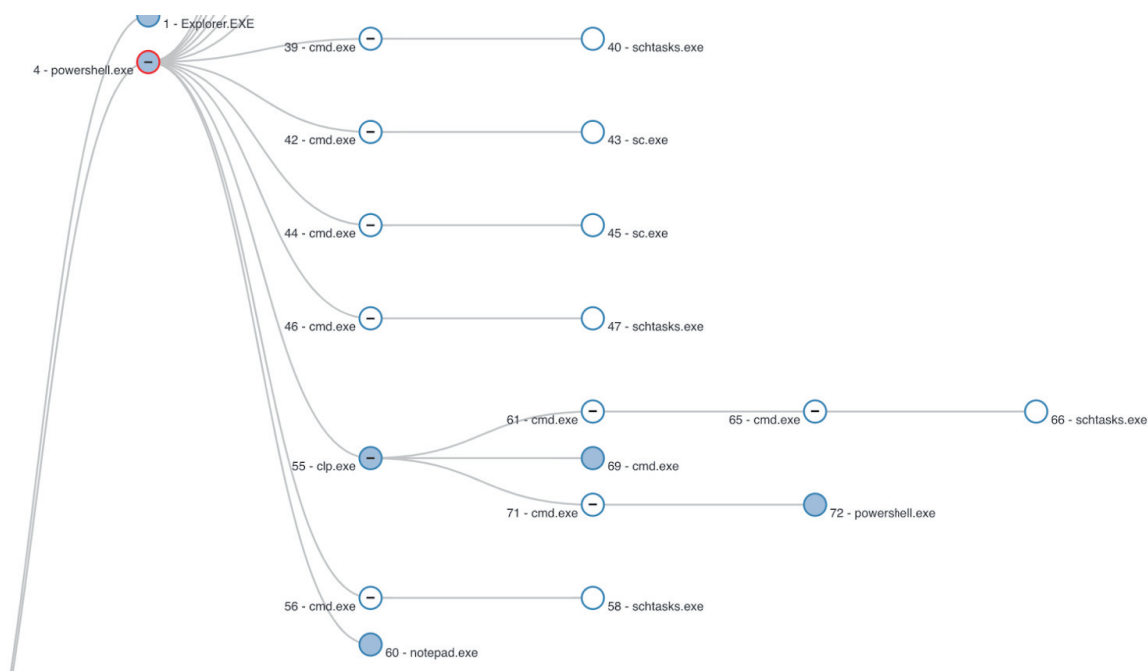 1 - Explorer.EXE
39 - cmd.exe
40 - schtasks.exe
4 - powershell.exe
42 - cmd.exe
43 - sc.exe
44 - cmd.exe
45 - sc.exe
46 - cmd.exe
47 - schtasks.exe
61 - cmd.exe
65 - cmd.exe
66 - schtasks.exe
55 - clp.exe
69 - cmd.exe
71 - cmd.exe
72 - powershell.exe
56 - cmd.exe
58 - schtasks.exe
60 - notepad.exe